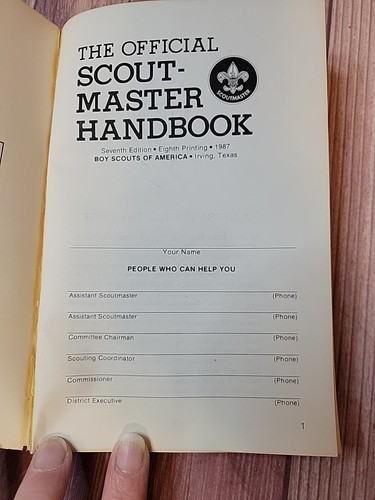 THE OFFICIAL
SCOUT-
MASTER
HANDBOOK
SCOUTMASTER
Seventh Edition • Eighth Printing • 1987
BOY SCOUTS OF AMERICA • Irving, Texas
Your Name
PEOPLE WHO CAN HELP YOU
Assistant Scoutmaster (Phone)
Assistant Scoutmaster (Phone)
Committee Chairman (Phone)
Scouting Coordinator (Phone)
Commissioner (Phone)
District Executive (Phone)
1